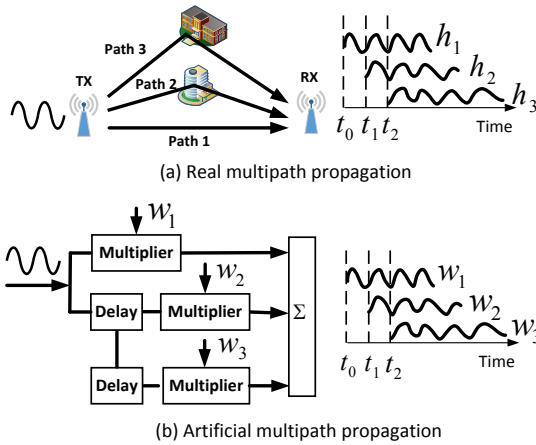 Path 3
h₁
TX
Path 2
RX
h₂
Path 1
h₃
t₀ t₁ t₂ Time
(a) Real multipath propagation
w₁
Multiplier
w₂
w₁
Delay Multiplier Σ
w₂
w₃
w₃
Delay Multiplier
t₀ t₁ t₂ Time
(b) Artificial multipath propagation